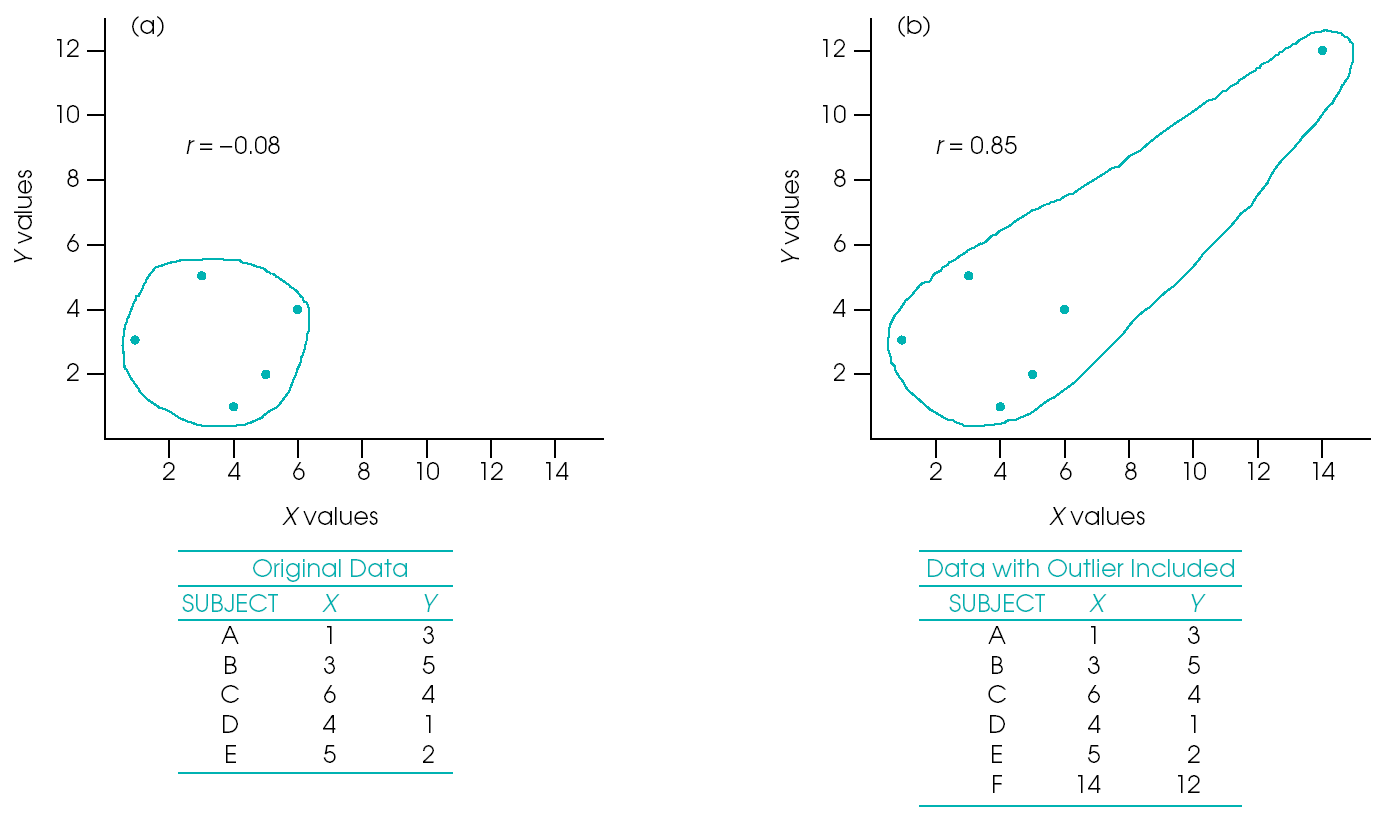 (a)
12
10
8
6
4
2
r = −0.08
Y values
2 4 6 8 10 12 14
X values
Original Data
SUBJECT X Y
A 1 3
B 3 5
C 6 4
D 4 1
E 5 2
(b)
12
10
8
6
4
2
r = 0.85
Y values
2 4 6 8 10 12 14
X values
Data with Outlier Included
SUBJECT X Y
A 1 3
B 3 5
C 6 4
D 4 1
E 5 2
F 14 12